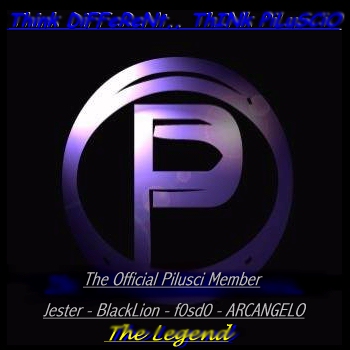 Think DiFFeReNt.. ThINk PiLuSCiO
P
The Official Pilusci Member
Jester - BlackLion - f0sd0 - ARCANGELO
The Legend